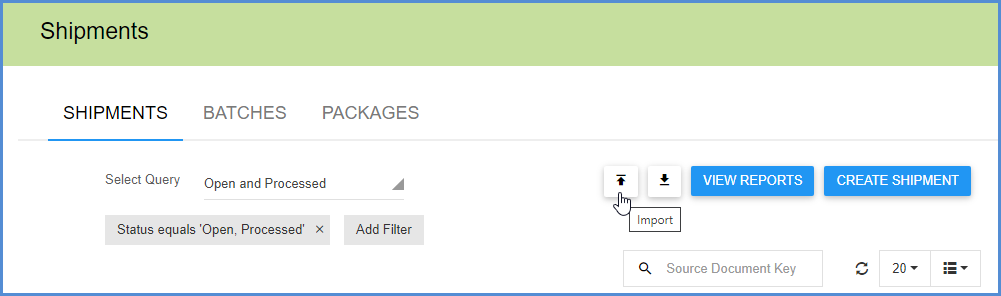 Shipments
SHIPMENTS BATCHES PACKAGES
Select Query Open and Processed VIEW REPORTS CREATE SHIPMENT
Status equals 'Open, Processed' × Add Filter Import
Source Document Key 20